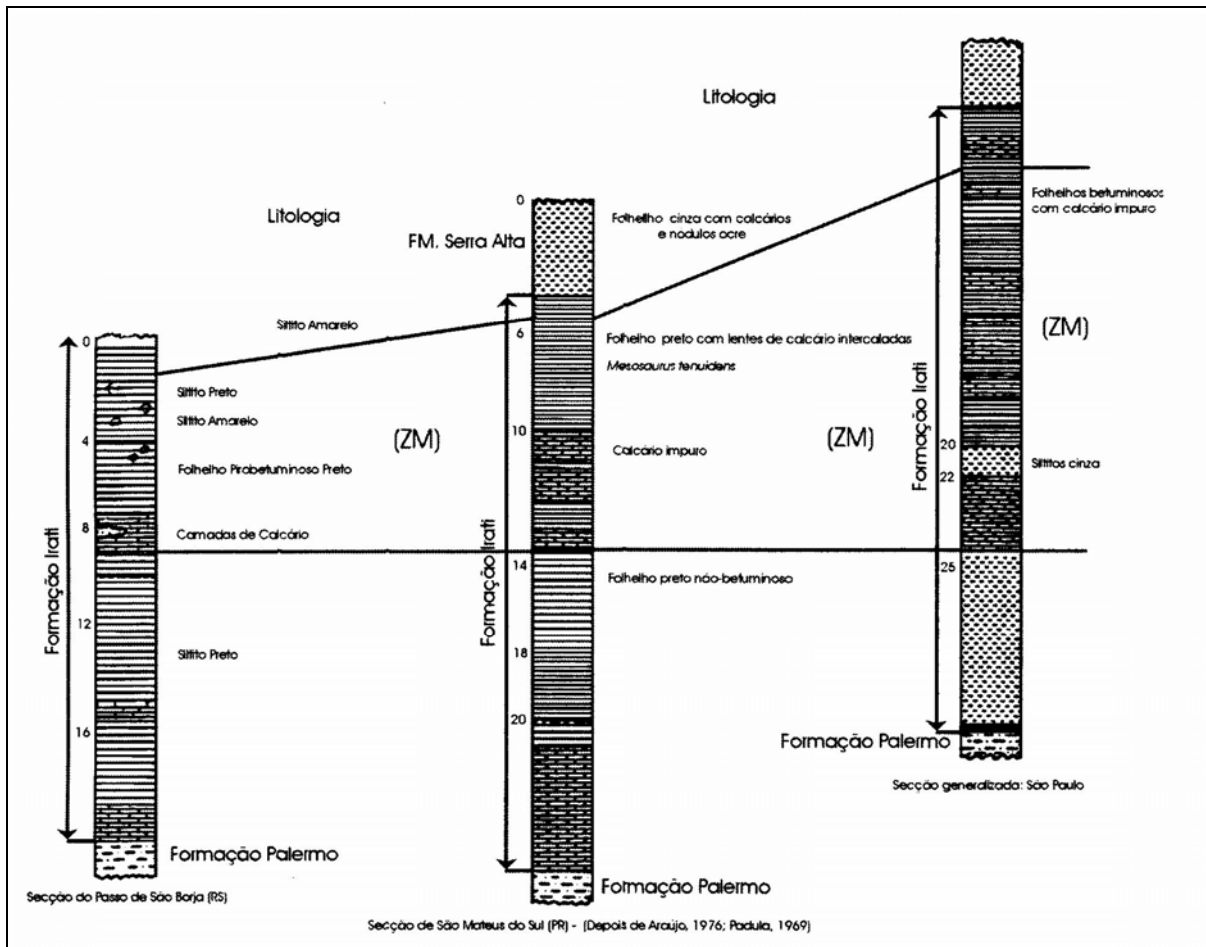 Litologia
0
Siltito Amarelo
Siltito Preto
Siltito Amarelo
4
Folhelho Pirobetuminoso Preto
8
Camadas de Calcário
12
Siltito Preto
16
Formação Irati
Formação Palermo
Secção do Passo de São Borja (RS)
(ZM)
0
FM. Serra Alta
Folhelho cinza com calcários
e nodulos ocre
6
Folhelho preto com lentes de calcário intercaladas
Mesosaurus tenuidens
10
Calcário impuro
14
Folhelho preto não-betuminoso
18
20
Formação Irati
Formação Palermo
Secção de São Mateus do Sul (PR) - (Depois de Araújo, 1976; Padula, 1969)
Litologia
(ZM)
Folhelhos betuminosos
com calcário impuro
(ZM)
20
Siltitos cinza
22
25
Formação Irati
Formação Palermo
Secção generalizada: São Paulo